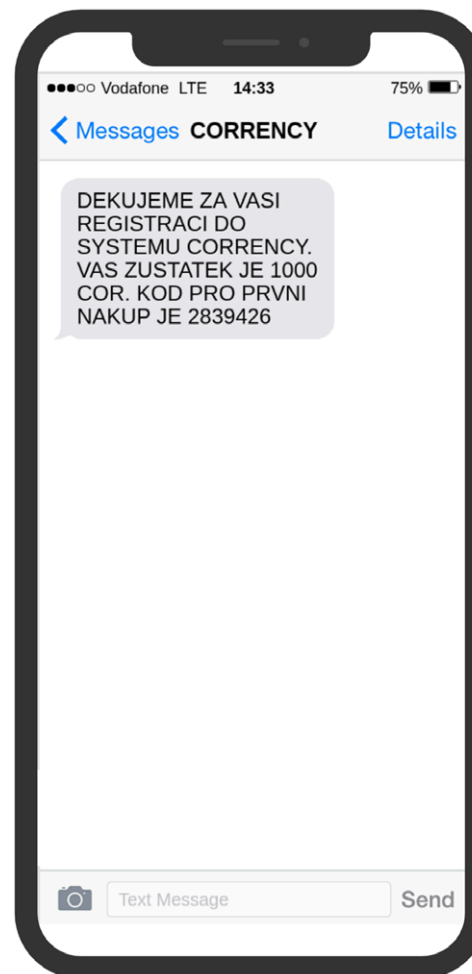 Vodafone LTE 14:33 75%
Messages CORRENCY Details
DEKUJEME ZA VASI
REGISTRACI DO
SYSTEMU CORRENCY.
VAS ZUSTATEK JE 1000
COR. KOD PRO PRVNI
NAKUP JE 2839426
Text Message Send